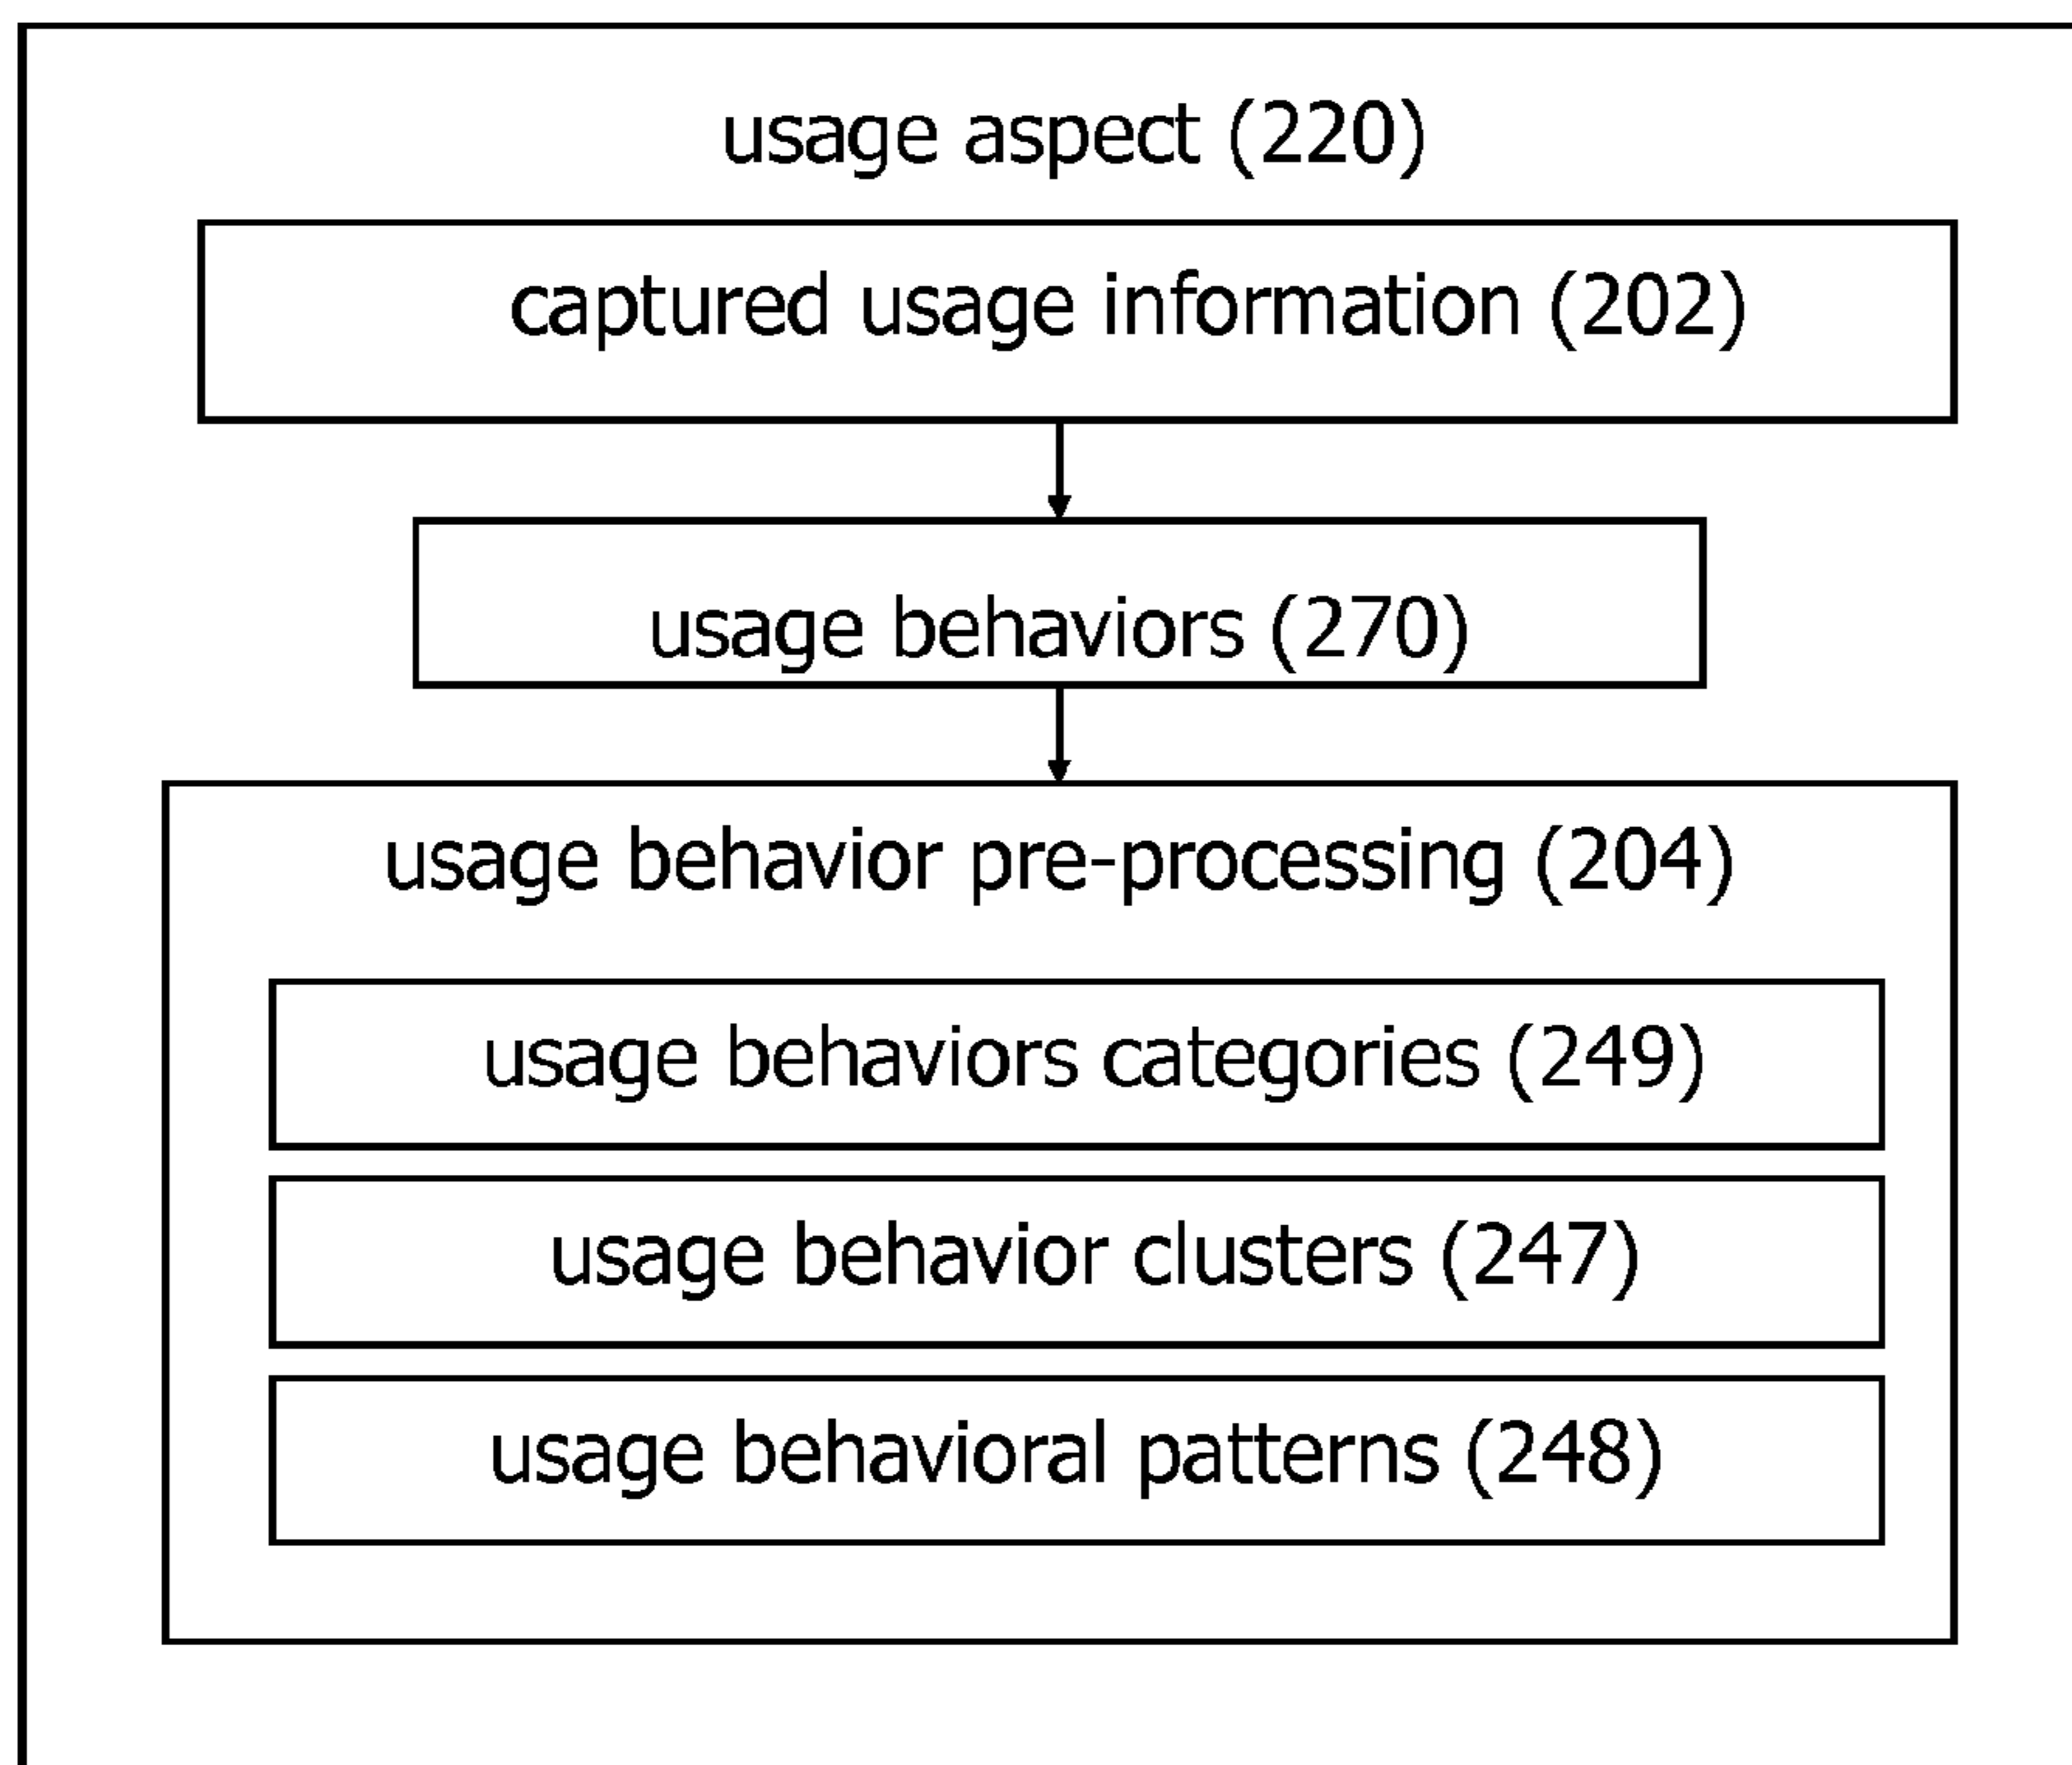 usage aspect (220)
captured usage information (202)
usage behaviors (270)
usage behavior pre-processing (204)
usage behaviors categories (249)
usage behavior clusters (247)
usage behavioral patterns (248)